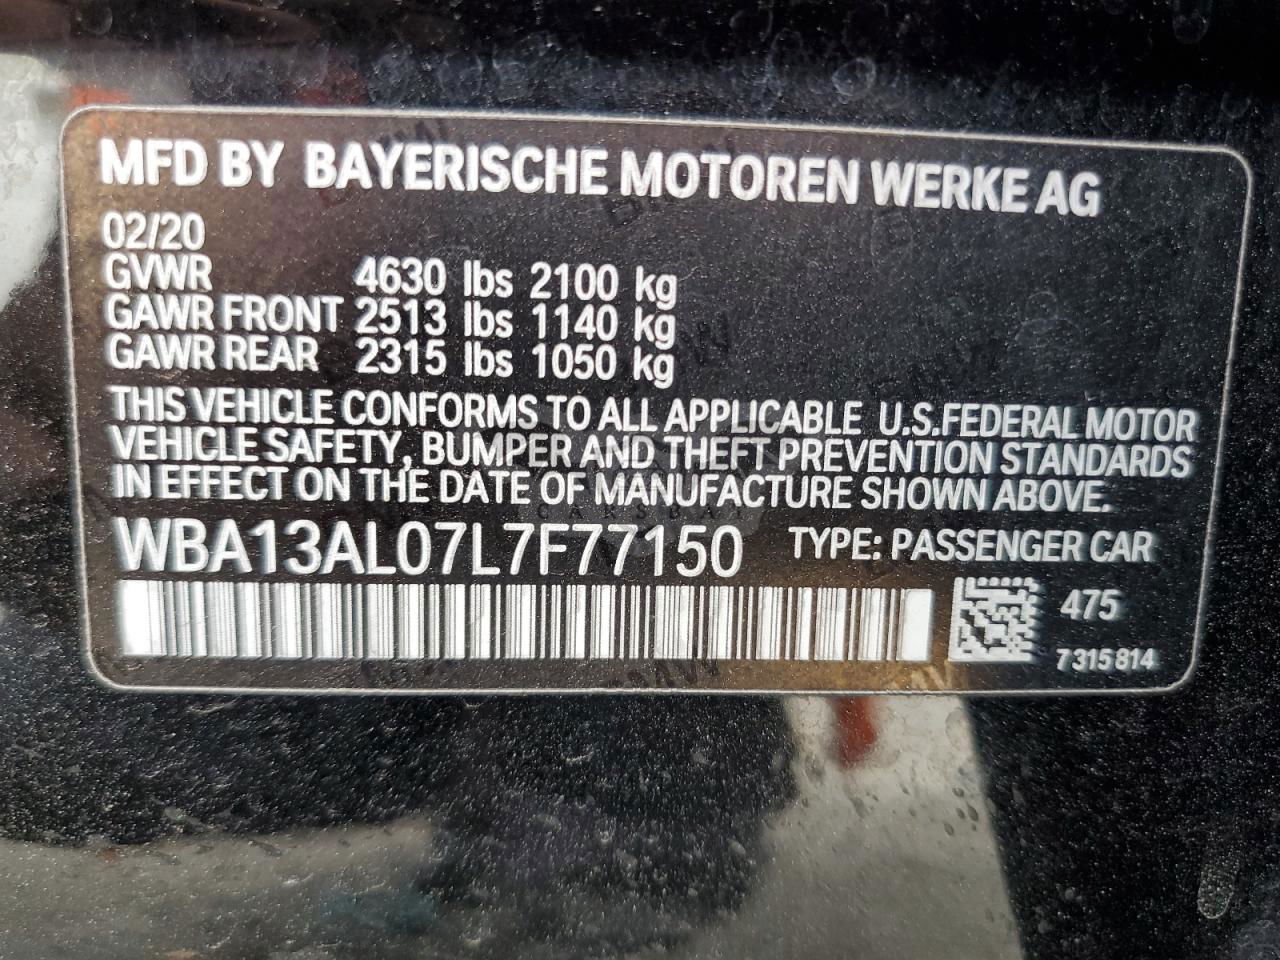 MFD BY BAYERISCHE MOTOREN WERKE AG
02/20
GVWR 4630 lbs 2100 kg
GAWR FRONT 2513 lbs 1140 kg
GAWR REAR 2315 lbs 1050 kg
THIS VEHICLE CONFORMS TO ALL APPLICABLE U.S.FEDERAL MOTOR
VEHICLE SAFETY, BUMPER AND THEFT PREVENTION STANDARDS
IN EFFECT ON THE DATE OF MANUFACTURE SHOWN ABOVE.
CARSBAY
WBA13AL07L7F77150 TYPE: PASSENGER CAR
475
7315814